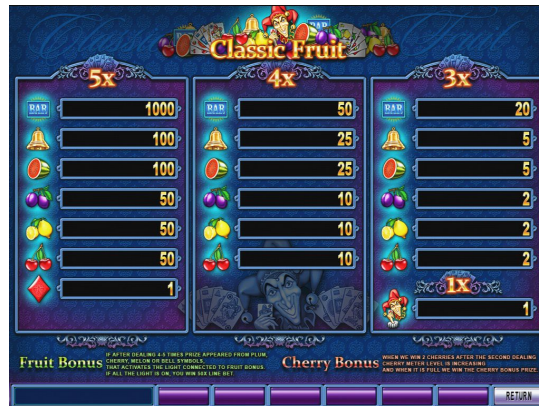 Classic Fruit
5x
4x
3x
BAR 1000
BAR 50
BAR 20
100
25
5
100
25
5
50
10
2
50
10
2
50
10
2
1
1x
1
Fruit Bonus
IF AFTER DEALING 4-5 TIMES PRIZE APPEARED FROM PLUM,
CHERRY, MELON OR BELL SYMBOLS,
THAT ACTIVATES THE LIGHT CONNECTED TO FRUIT BONUS.
IF ALL THE LIGHT IS ON, YOU WIN 50X LINE BET.
Cherry Bonus
WHEN WE WIN 2 CHERRIES AFTER THE SECOND DEALING
CHERRY METER LEVEL IS INCREASING
AND WHEN IT IS FULL WE WIN THE CHERRY BONUS PRIZE.
RETURN